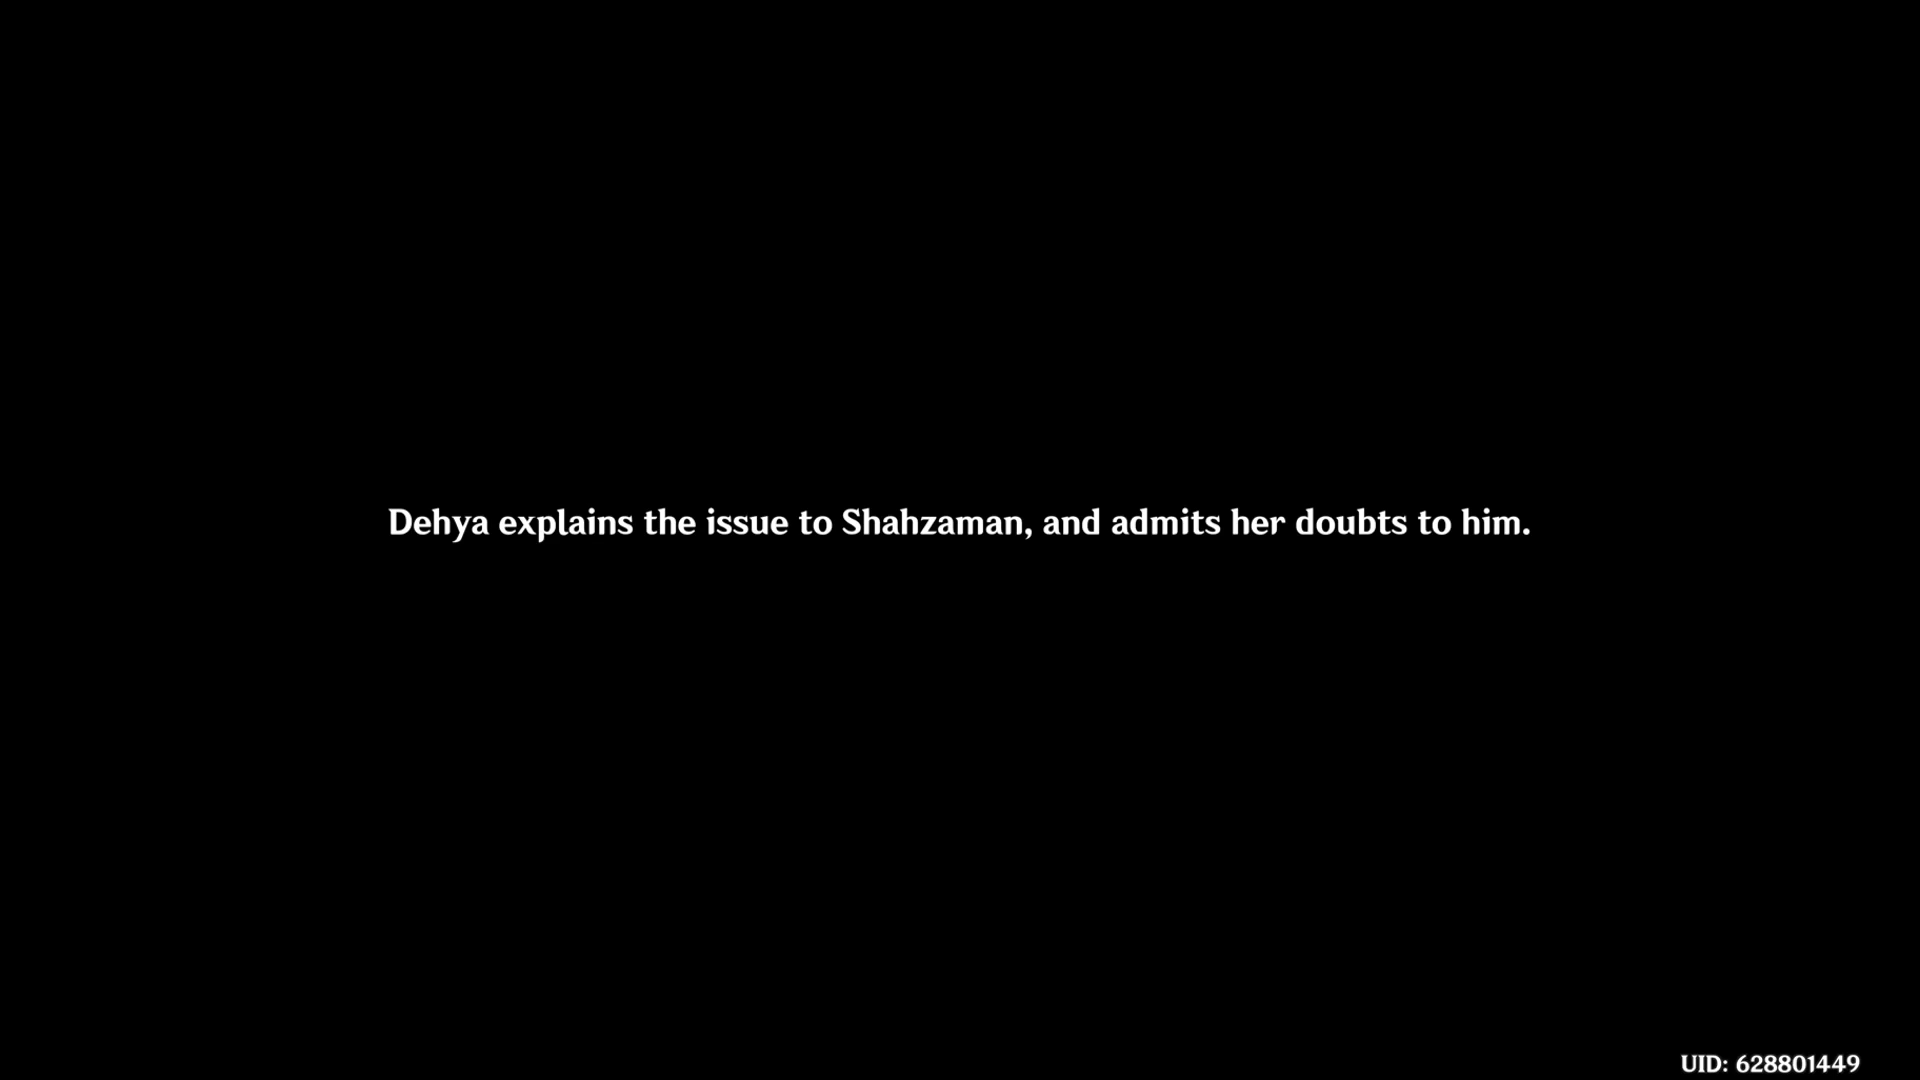 Dehya explains the issue to Shahzaman, and admits her doubts to him.
UID: 628801449